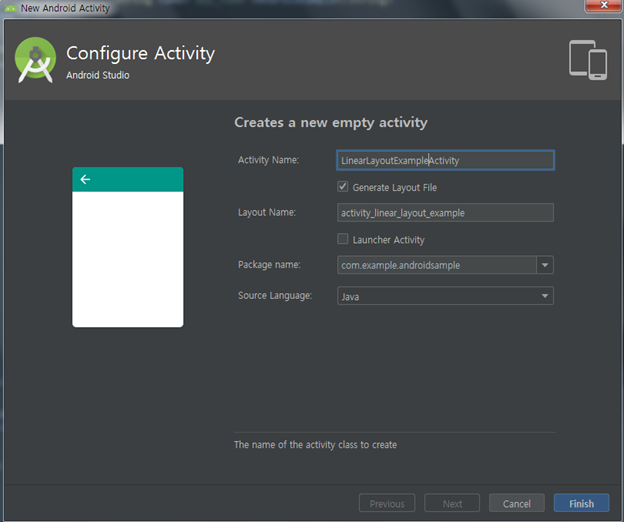 New Android Activity
Configure Activity
Android Studio
Creates a new empty activity
Activity Name: LinearLayoutExampleActivity
Generate Layout File
Layout Name: activity_linear_layout_example
Launcher Activity
Package name: com.example.androidsample
Source Language: Java
The name of the activity class to create
Previous Next Cancel Finish